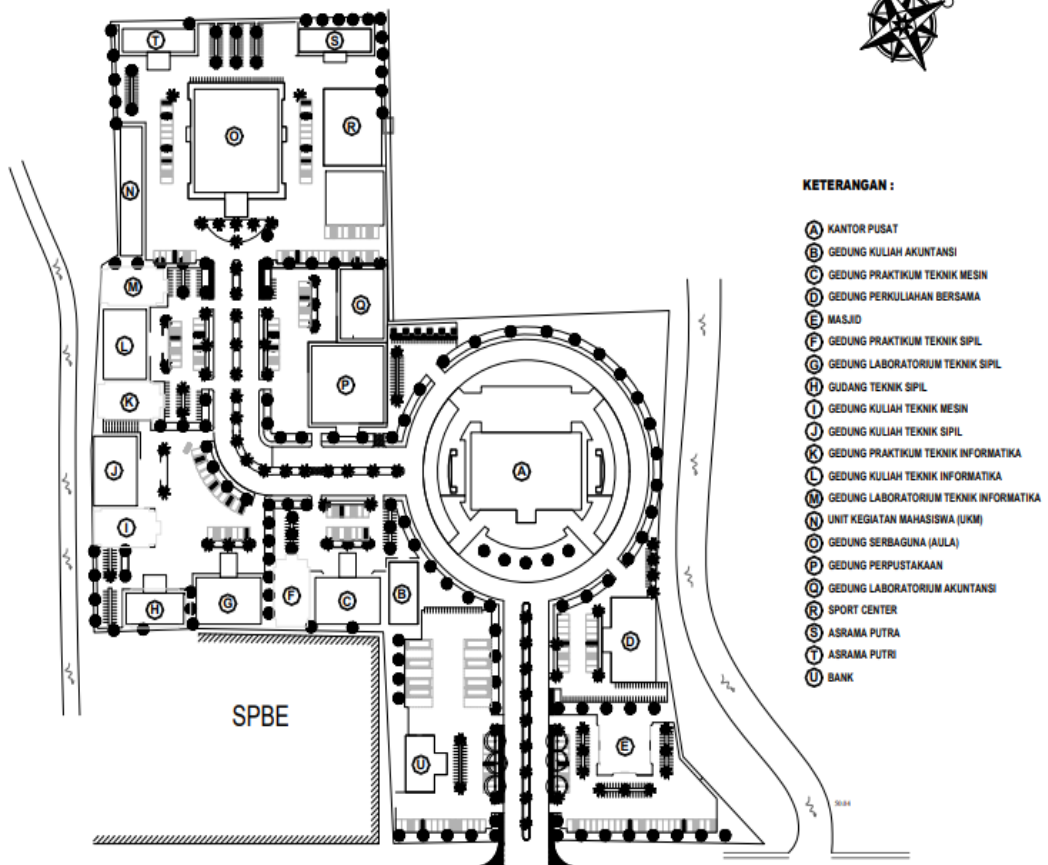 T
S
O
R
N
M
Q
L
P
K
J
A
I
H
G
F
C
B
D
SPBE
E
U
50.04
KETERANGAN :
A KANTOR PUSAT
B GEDUNG KULIAH AKUNTANSI
C GEDUNG PRAKTIKUM TEKNIK MESIN
D GEDUNG PERKULIAHAN BERSAMA
E MASJID
F GEDUNG PRAKTIKUM TEKNIK SIPIL
G GEDUNG LABORATORIUM TEKNIK SIPIL
H GUDANG TEKNIK SIPIL
I GEDUNG KULIAH TEKNIK MESIN
J GEDUNG KULIAH TEKNIK SIPIL
K GEDUNG PRAKTIKUM TEKNIK INFORMATIKA
L GEDUNG KULIAH TEKNIK INFORMATIKA
M GEDUNG LABORATORIUM TEKNIK INFORMATIKA
N UNIT KEGIATAN MAHASISWA (UKM)
O GEDUNG SERBAGUNA (AULA)
P GEDUNG PERPUSTAKAAN
Q GEDUNG LABORATORIUM AKUNTANSI
R SPORT CENTER
S ASRAMA PUTRA
T ASRAMA PUTRI
U BANK